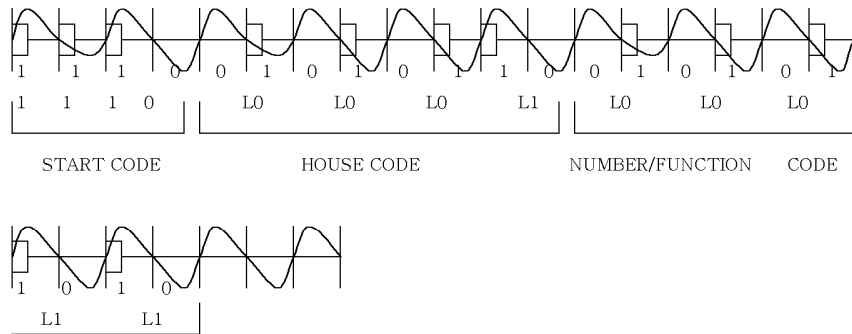 1 1 1 0 0 1 0 1 0 1 1 0 0 1 0 1 0 1
1 1 1 0 L0 L0 L0 L1 L0 L0 L0
START CODE HOUSE CODE NUMBER/FUNCTION CODE
1 0 1 0
L1 L1